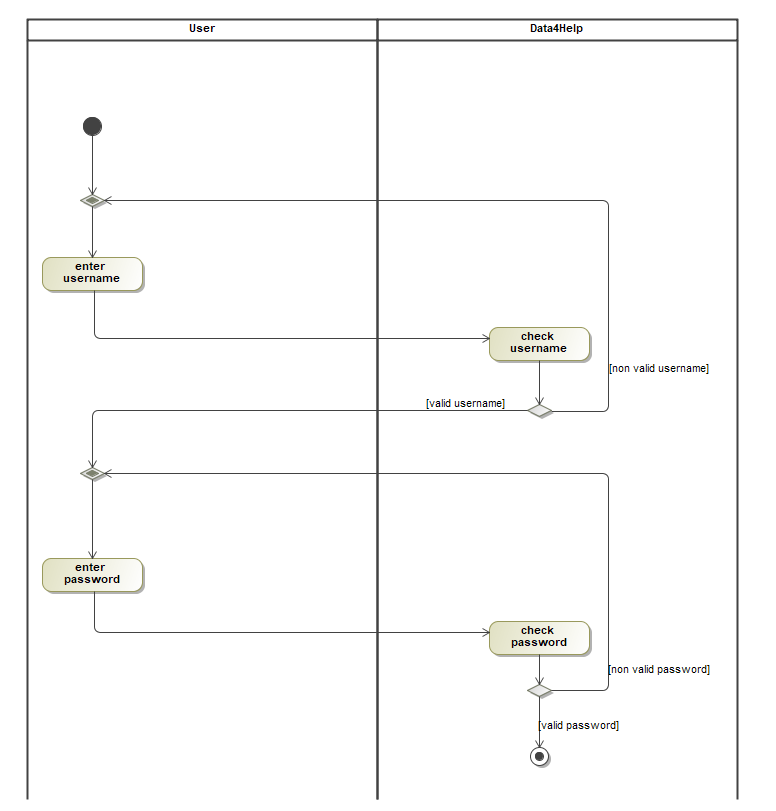 User
Data4Help
enter
username
check
username
[non valid username]
[valid username]
enter
password
check
password
[non valid password]
[valid password]